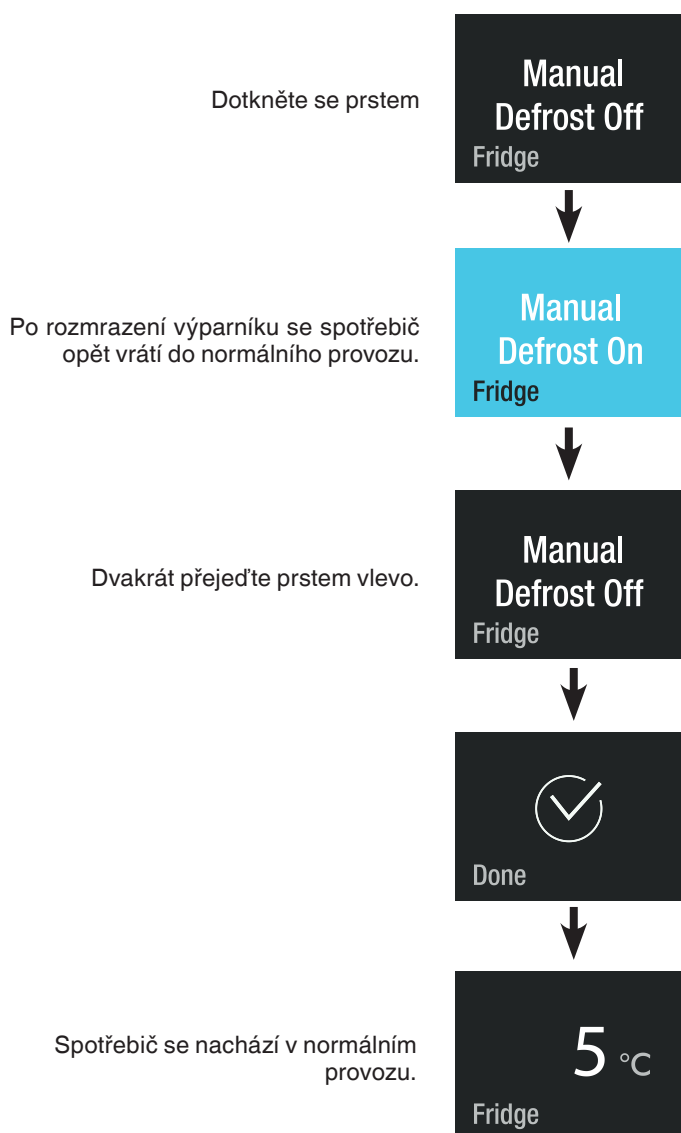 Dotkněte se prstem
Manual
Defrost Off
Fridge
Po rozmrazení výparníku se spotřebič
opět vrátí do normálního provozu.
Manual
Defrost On
Fridge
Dvakrát přejeďte prstem vlevo.
Manual
Defrost Off
Fridge
Done
Spotřebič se nachází v normálním
provozu.
5 °C
Fridge